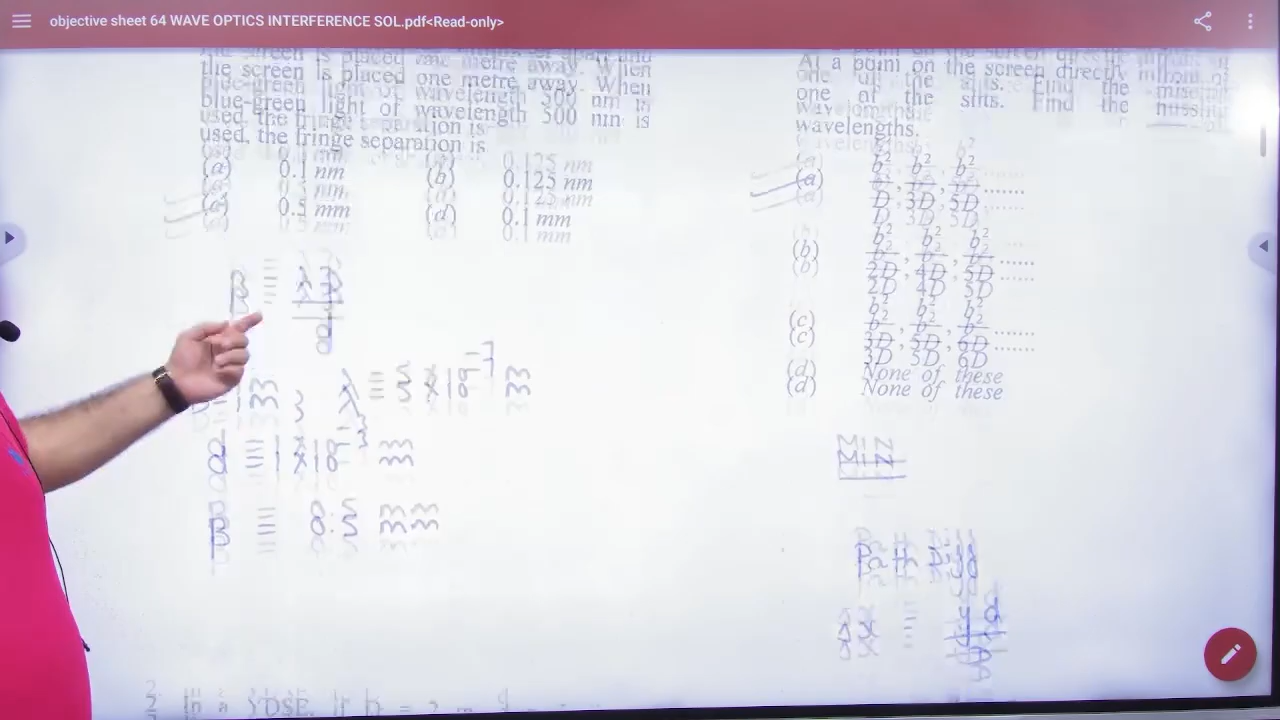 objective sheet 64 WAVE OPTICS INTERFERENCE SOL.pdf<Read-only>
the screen is placed one metre away. When
blue-green light of wavelength 500 nm is
used, the fringe separation is
(a) 0.1 nm (b) 0.125 nm
0.5 mm (d) 0.1 mm
β = λD
d
λ = 5 × 10⁻⁷ m
d = 1 × 10⁻³ m
β = 0.5 mm
At a point on the screen directly infront of
one of the slits. Find the missing
wavelengths.
(a) b²/D, b²/3D, b²/5D ......
(b) b²/2D, b²/4D, b²/5D ......
(c) b²/3D, b²/5D, b²/6D ......
(d) None of these
MIN
Path Diff
Δx = yd
In a YDSE, If D = 2 m